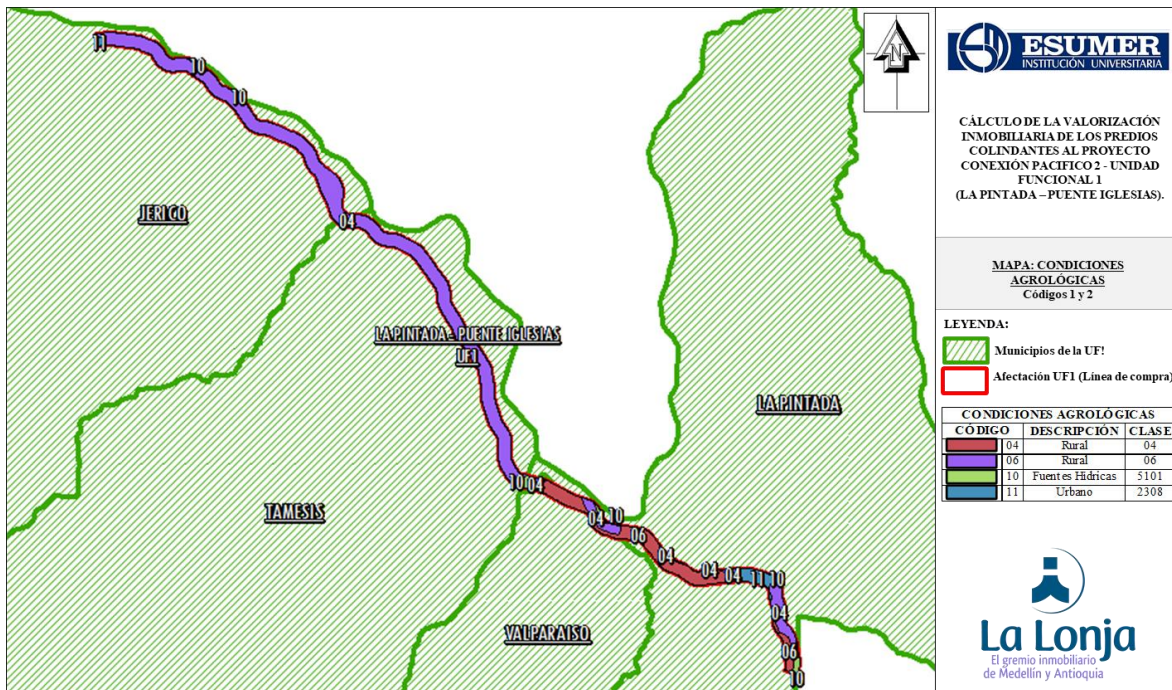 11
10
10
JERICO
04
LA PINTADA - PUENTE IGLESIAS
UF1
LA PINTADA
10 04
04 10
06
TAMESIS
04
04 04 11 10
04
VALPARAISO
06
10
N
ESUMER
INSTITUCIÓN UNIVERSITARIA
CÁLCULO DE LA VALORIZACIÓN
INMOBILIARIA DE LOS PREDIOS
COLINDANTES AL PROYECTO
CONEXIÓN PACIFICO 2 - UNIDAD
FUNCIONAL 1
(LA PINTADA – PUENTE IGLESIAS).
MAPA: CONDICIONES
AGROLÓGICAS
Códigos 1 y 2
LEYENDA:
Municipios de la UF!
Afectación UF1 (Línea de compra)
CONDICIONES AGROLÓGICAS
CÓDIGO DESCRIPCIÓN CLASE
04 Rural 04
06 Rural 06
10 Fuentes Hídricas 5101
11 Urbano 2308
La Lonja
El gremio inmobiliario
de Medellín y Antioquia